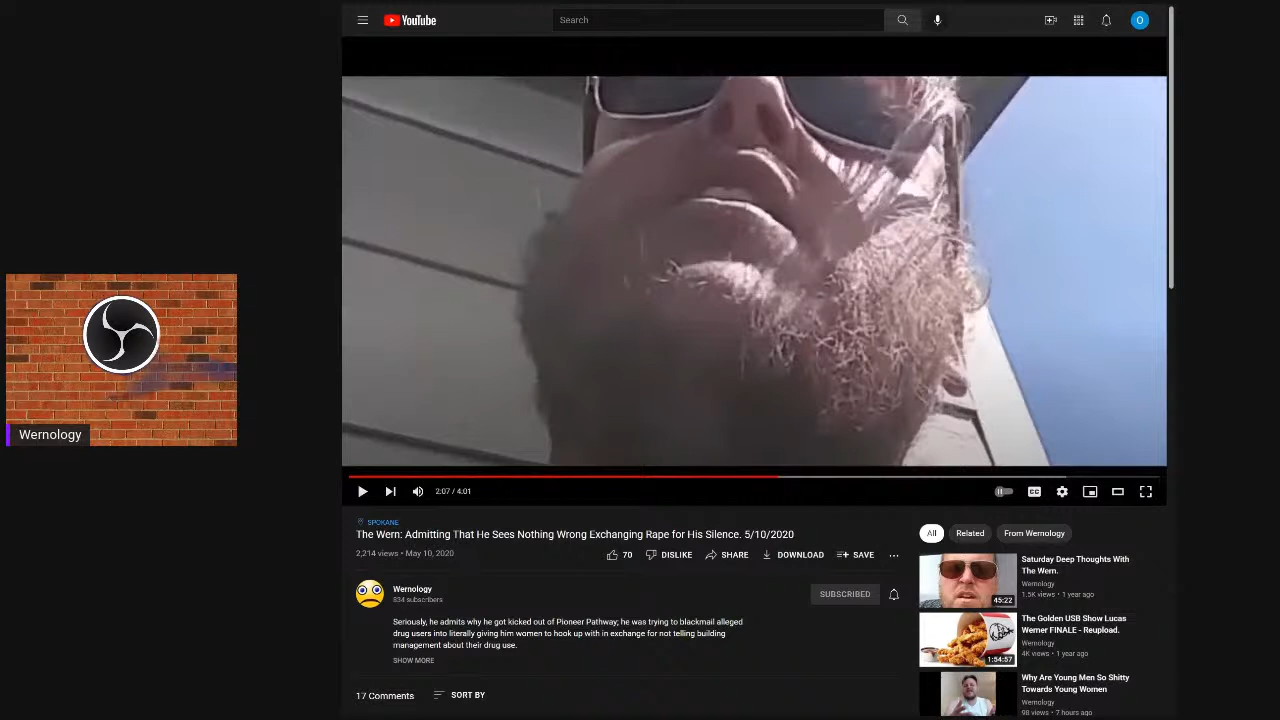 YouTube
Search
O
Wernology
2:07 / 4:01
CC
SPOKANE
The Wern: Admitting That He Sees Nothing Wrong Exchanging Rape for His Silence. 5/10/2020
2,214 views • May 10, 2020
70
DISLIKE
SHARE
DOWNLOAD
SAVE
Wernology
834 subscribers
SUBSCRIBED
Seriously, he admits why he got kicked out of Pioneer Pathway; he was trying to blackmail alleged
drug users into literally giving him women to hook up with in exchange for not telling building
management about their drug use.
SHOW MORE
17 Comments
SORT BY
All
Related
From Wernology
45:22
Saturday Deep Thoughts With
The Wern.
Wernology
1.5K views • 1 year ago
1:54:57
The Golden USB Show Lucas
Werner FINALE - Reupload.
Wernology
4K views • 1 year ago
Why Are Young Men So Shitty
Towards Young Women
Wernology
98 views • 7 hours ago